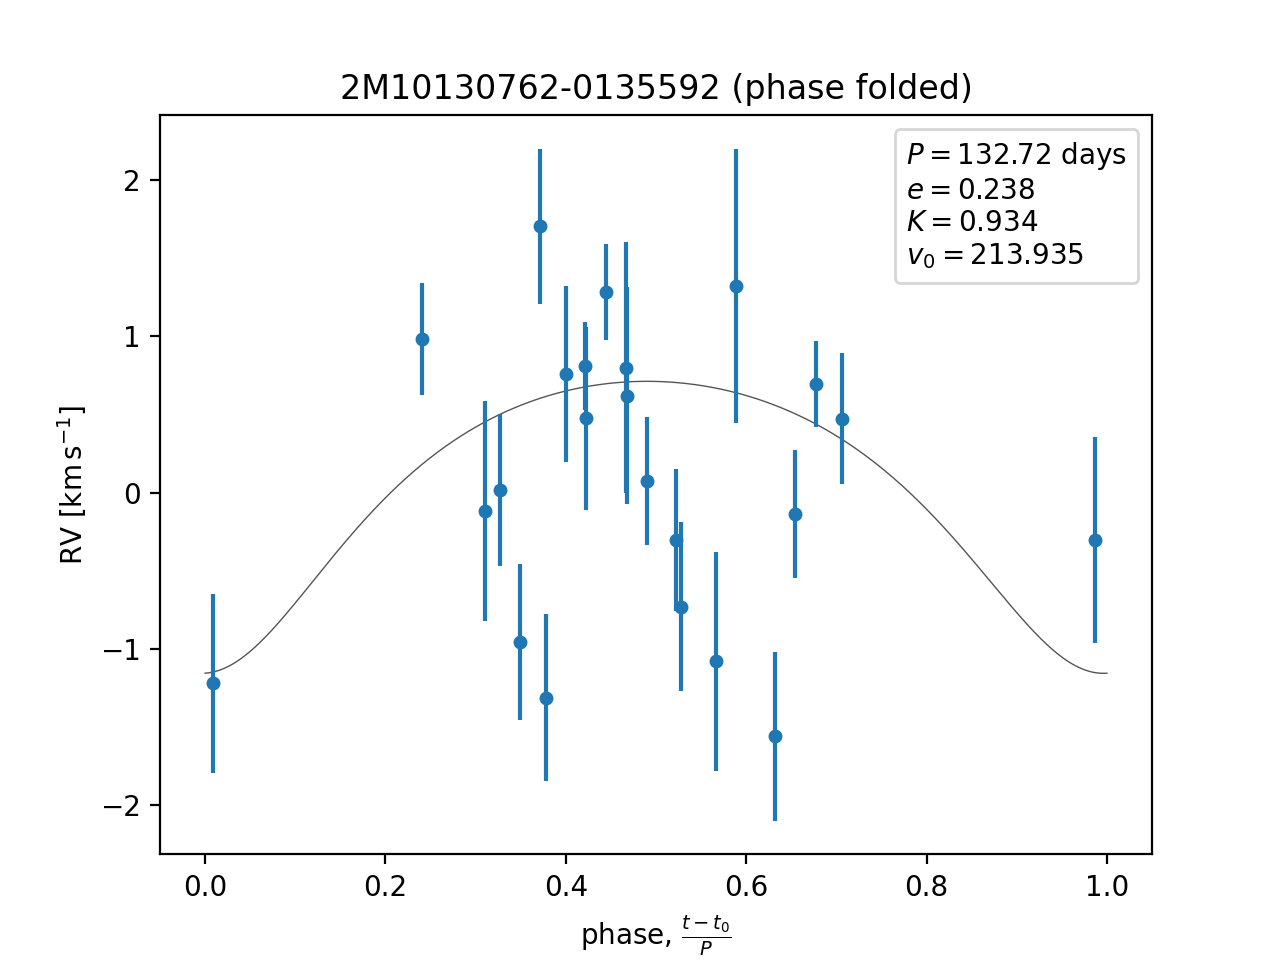 2M10130762-0135592 (phase folded)
P = 132.72 days
e = 0.238
K = 0.934
v₀ = 213.935
2
1
0
−1
−2
RV [km s⁻¹]
0.0 0.2 0.4 0.6 0.8 1.0
phase, (t − t₀)/P